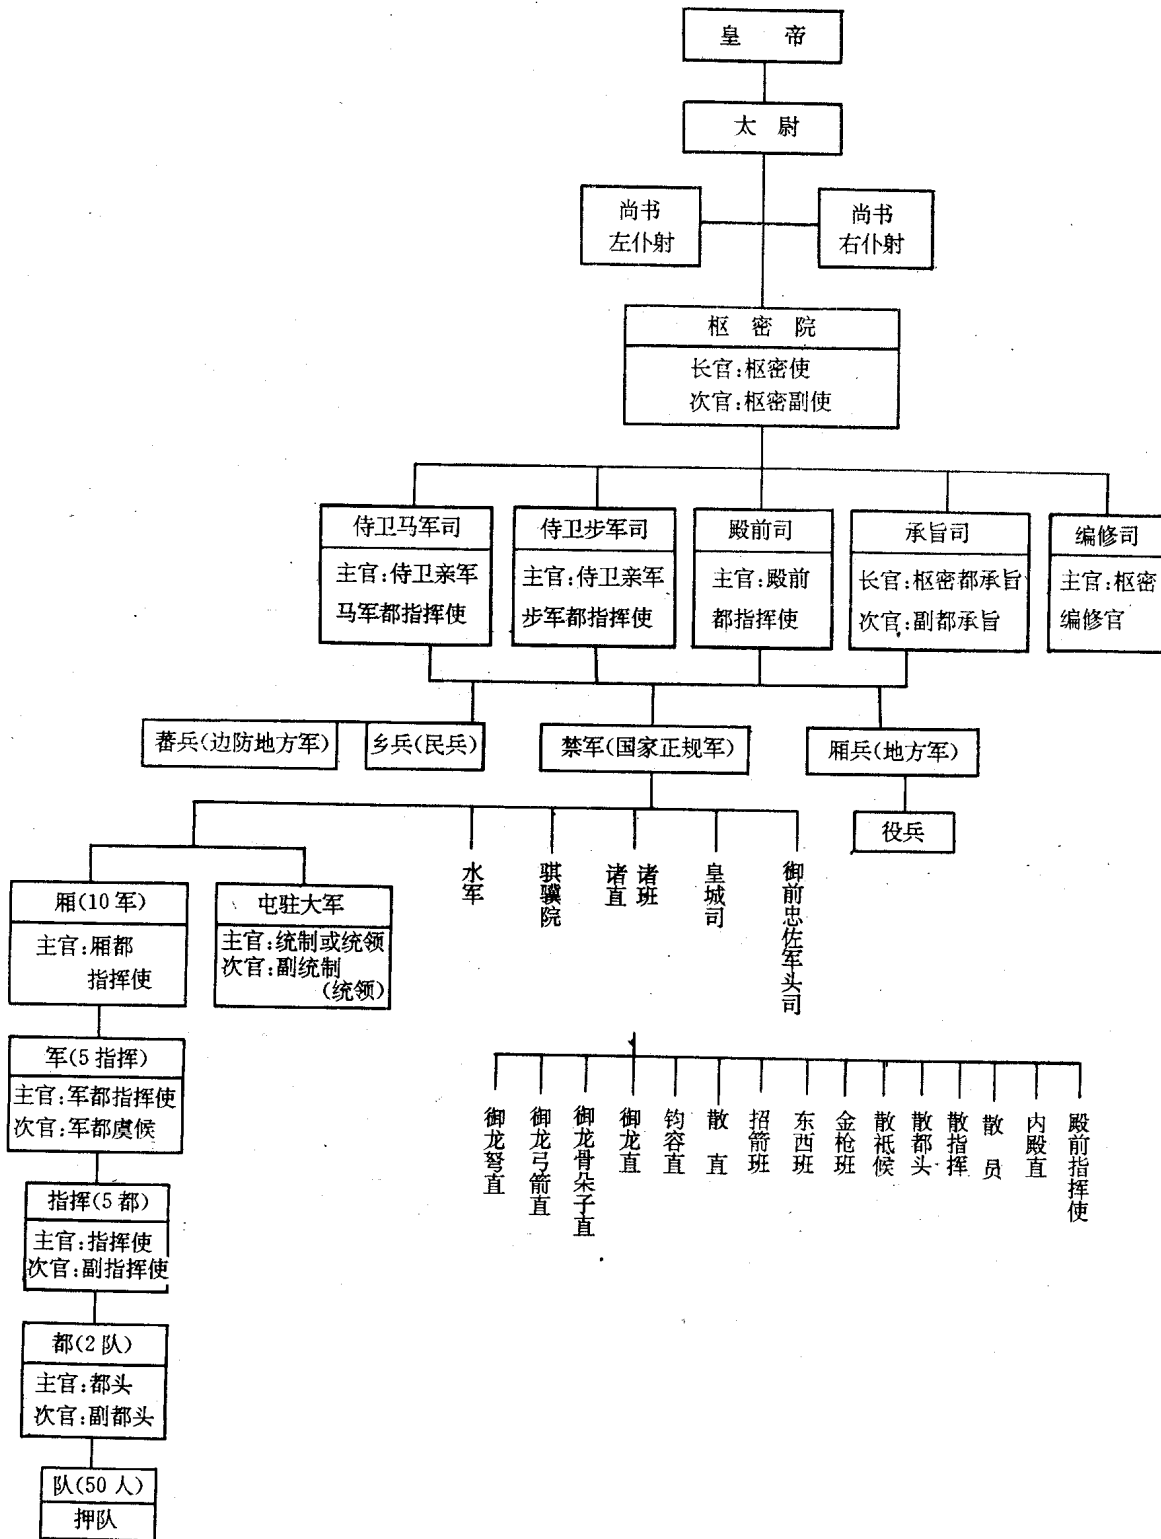 皇 帝
太 尉
尚书
左仆射
尚书
右仆射
枢 密 院
长官:枢密使
次官:枢密副使
侍卫马军司
主官:侍卫亲军
马军都指挥使
侍卫步军司
主官:侍卫亲军
步军都指挥使
殿前司
主官:殿前
都指挥使
承旨司
长官:枢密都承旨
次官:副都承旨
编修司
主官:枢密
编修官
蕃兵(边防地方军)
乡兵(民兵)
禁军(国家正规军)
厢兵(地方军)
役兵
水军
骐骥院
诸班
诸直
皇城司
御前忠佐军头司
厢(10军)
主官:厢都
指挥使
屯驻大军
主官:统制或统领
次官:副统制
(统领)
军(5指挥)
主官:军都指挥使
次官:军都虞候
指挥(5都)
主官:指挥使
次官:副指挥使
都(2队)
主官:都头
次官:副都头
队(50人)
押队
御龙弩直
御龙弓箭直
御龙骨朵子直
御龙直
钧容直
散 直
招箭班
东西班
金枪班
散祗候
散都头
散指挥
散 员
内殿直
殿前指挥使